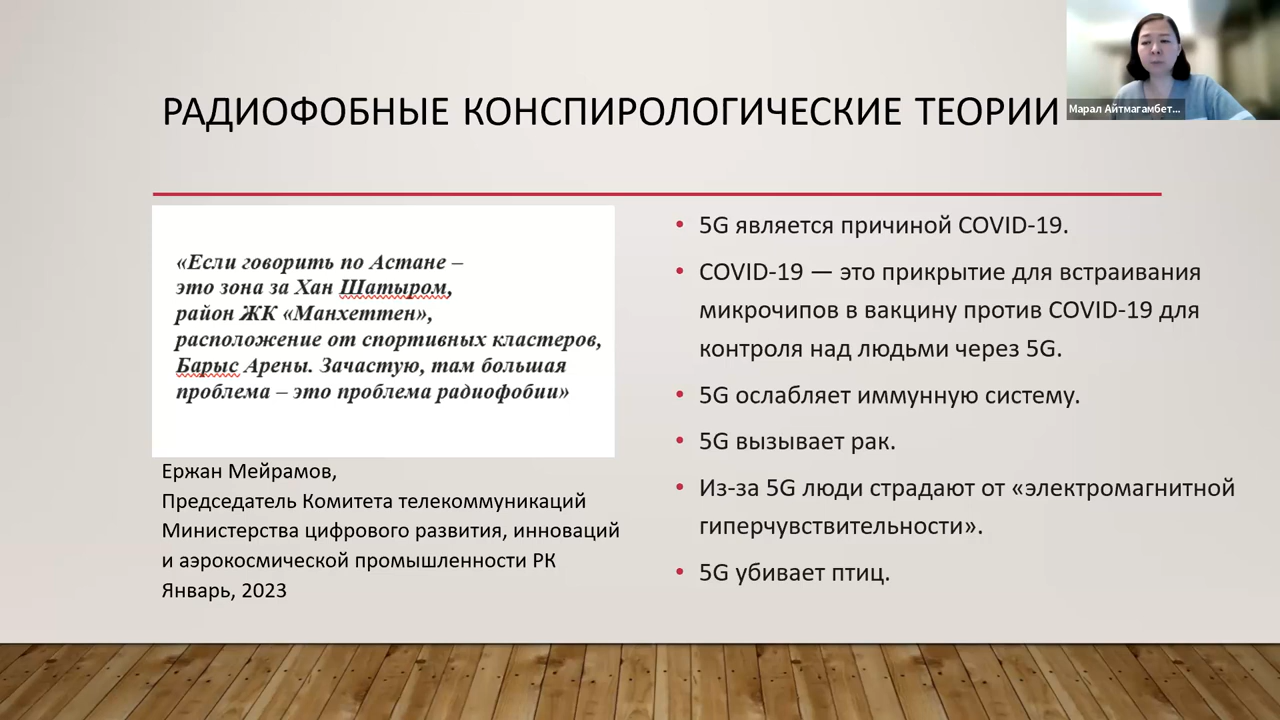 РАДИОФОБНЫЕ КОНСПИРОЛОГИЧЕСКИЕ ТЕОРИИ
Марал Айтмагамбет...
«Если говорить по Астане –
это зона за Хан Шатыром,
район ЖК «Манхеттен»,
расположение от спортивных кластеров,
Барыс Арены. Зачастую, там большая
проблема – это проблема радиофобии»
Ержан Мейрамов,
Председатель Комитета телекоммуникаций
Министерства цифрового развития, инноваций
и аэрокосмической промышленности РК
Январь, 2023
• 5G является причиной COVID-19.
• COVID-19 — это прикрытие для встраивания
микрочипов в вакцину против COVID-19 для
контроля над людьми через 5G.
• 5G ослабляет иммунную систему.
• 5G вызывает рак.
• Из-за 5G люди страдают от «электромагнитной
гиперчувствительности».
• 5G убивает птиц.